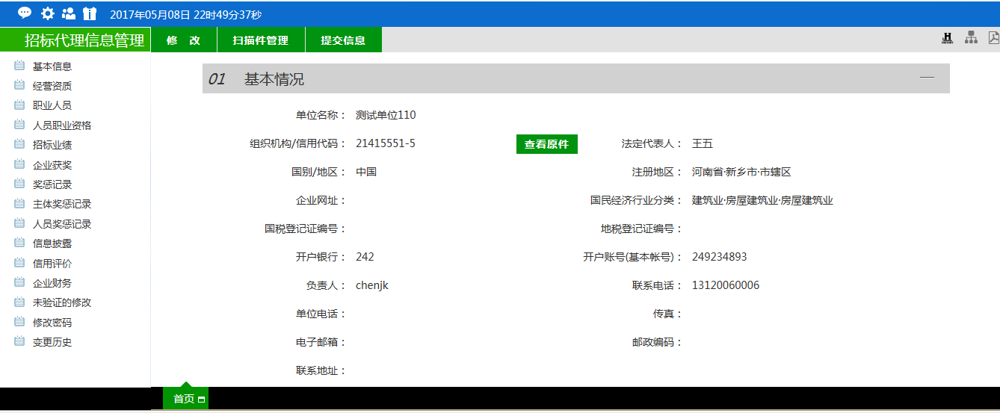 2017年05月08日 22时49分37秒
招标代理信息管理
修 改 扫描件管理 提交信息
基本信息
经营资质
职业人员
人员职业资格
招标业绩
企业获奖
奖惩记录
主体奖惩记录
人员奖惩记录
信息披露
信用评价
企业财务
未验证的修改
修改密码
变更历史
01 基本情况
单位名称： 测试单位110
组织机构/信用代码： 21415551-5 查看原件 法定代表人： 王五
国别/地区： 中国 注册地区： 河南省·新乡市·市辖区
企业网址： 国民经济行业分类： 建筑业·房屋建筑业·房屋建筑业
国税登记证编号： 地税登记证编号：
开户银行： 242 开户账号(基本帐号)： 249234893
负责人： chenjk 联系电话： 13120060006
单位电话： 传真：
电子邮箱： 邮政编码：
联系地址：
首页